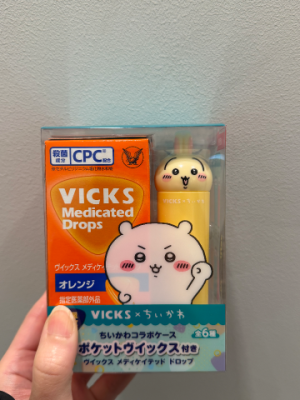 殺菌
成分
CPC®
配合
VICKS
Medicated
Drops
ヴイックス メディケ
オレンジ
指定医薬部外品
VICKS×ちいかわ
ちいかわコラボケース
全6種
ポケットヴイックス付き
ヴイックス メディケイテッド ドロップ